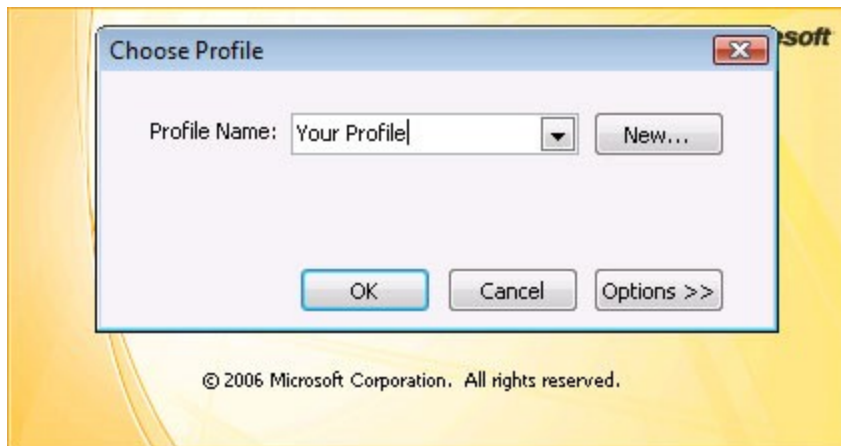 Choose Profile
Profile Name: Your Profile New...
OK Cancel Options >>
© 2006 Microsoft Corporation. All rights reserved.